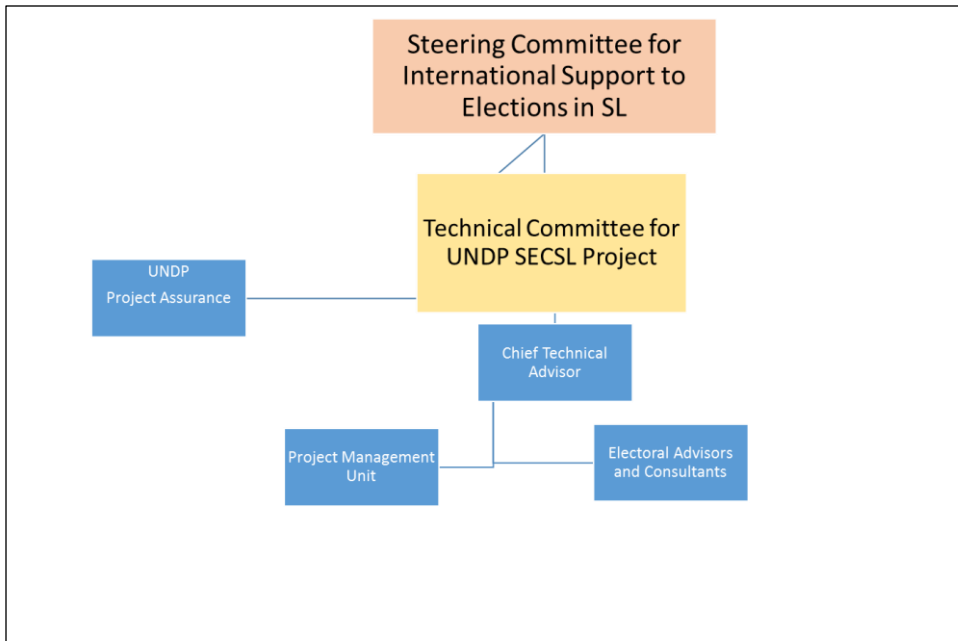 Steering Committee for
International Support to
Elections in SL
Technical Committee for
UNDP SECSL Project
UNDP
Project Assurance
Chief Technical
Advisor
Project Management
Unit
Electoral Advisors
and Consultants